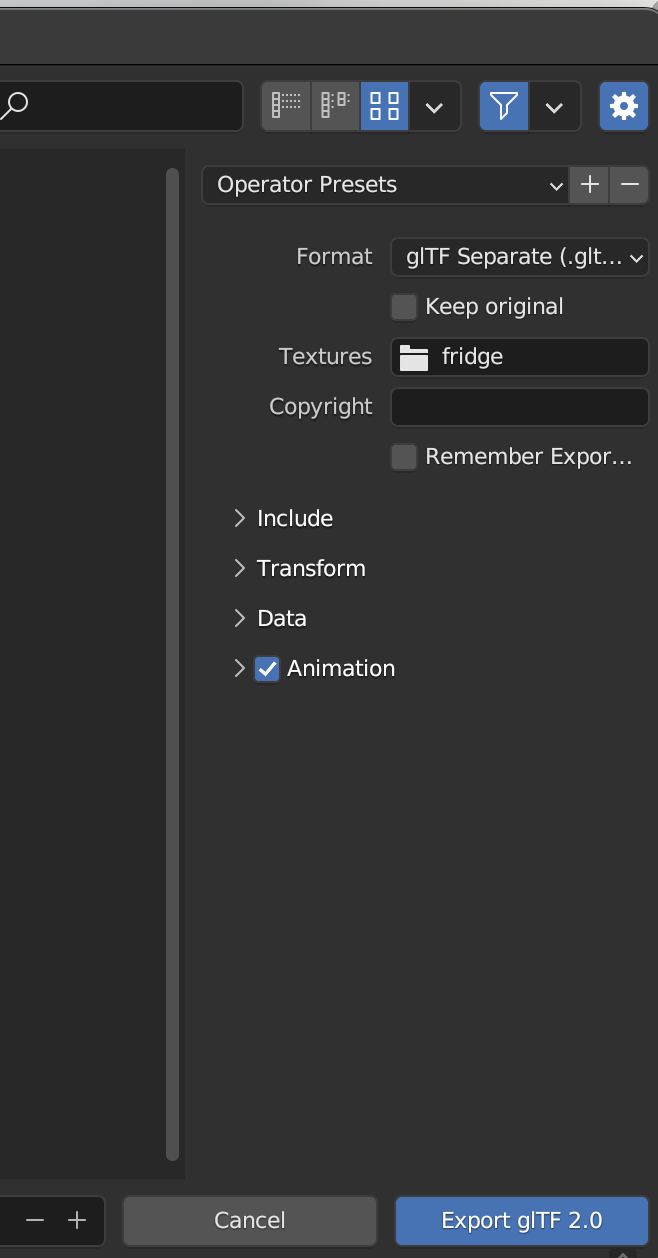 Operator Presets
Format glTF Separate (.glt...
Keep original
Textures fridge
Copyright
Remember Expor...
Include
Transform
Data
Animation
Cancel
Export glTF 2.0